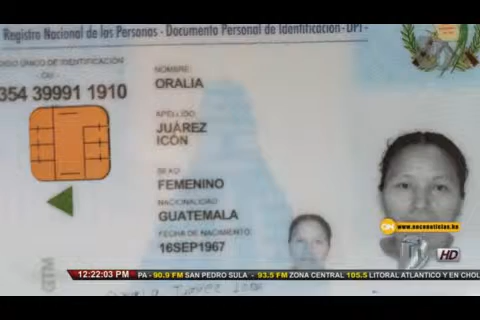 Registro Nacional de las Personas - Documento Personal de Identificación - DPI -
ÚNICO DE IDENTIFICACIÓN
- CUI -
354 39991 1910
NOMBRE:
ORALIA
APELLIDO:
JUÁREZ
ICÓN
SEXO:
FEMENINO
NACIONALIDAD:
GUATEMALA
FECHA DE NACIMIENTO:
16SEP1967
GTM
www.oncenoticias.hn
HD
12:22:03 PM
PA - 90.9 FM SAN PEDRO SULA - 93.5 FM ZONA CENTRAL 105.5 LITORAL ATLANTICO Y EN CHOL